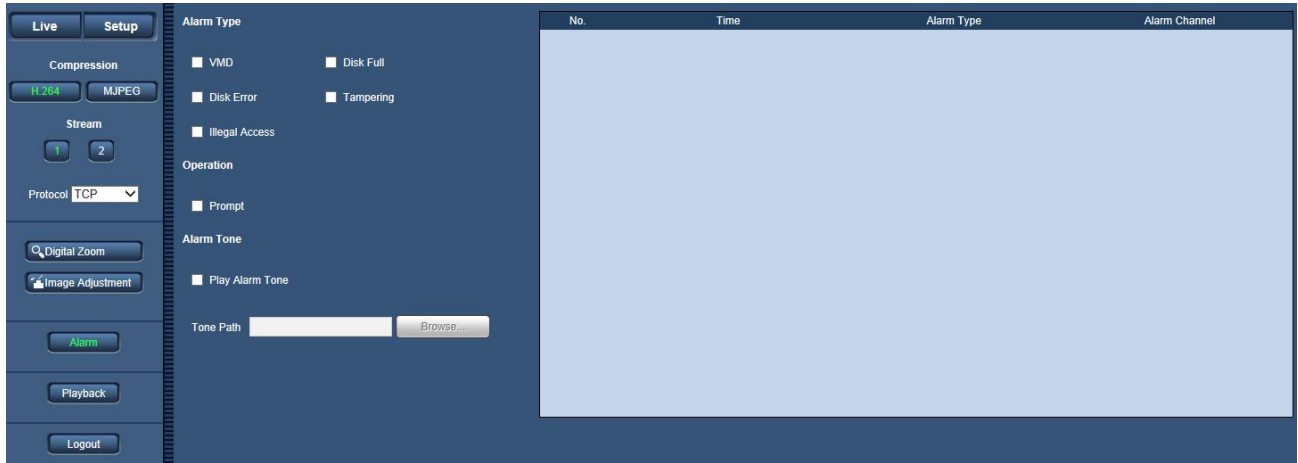 Live Setup
Compression
H.264 MJPEG
Stream
1 2
Protocol TCP
Digital Zoom
Image Adjustment
Alarm
Playback
Logout
Alarm Type
VMD Disk Full
Disk Error Tampering
Illegal Access
Operation
Prompt
Alarm Tone
Play Alarm Tone
Tone Path Browse...
No. Time Alarm Type Alarm Channel